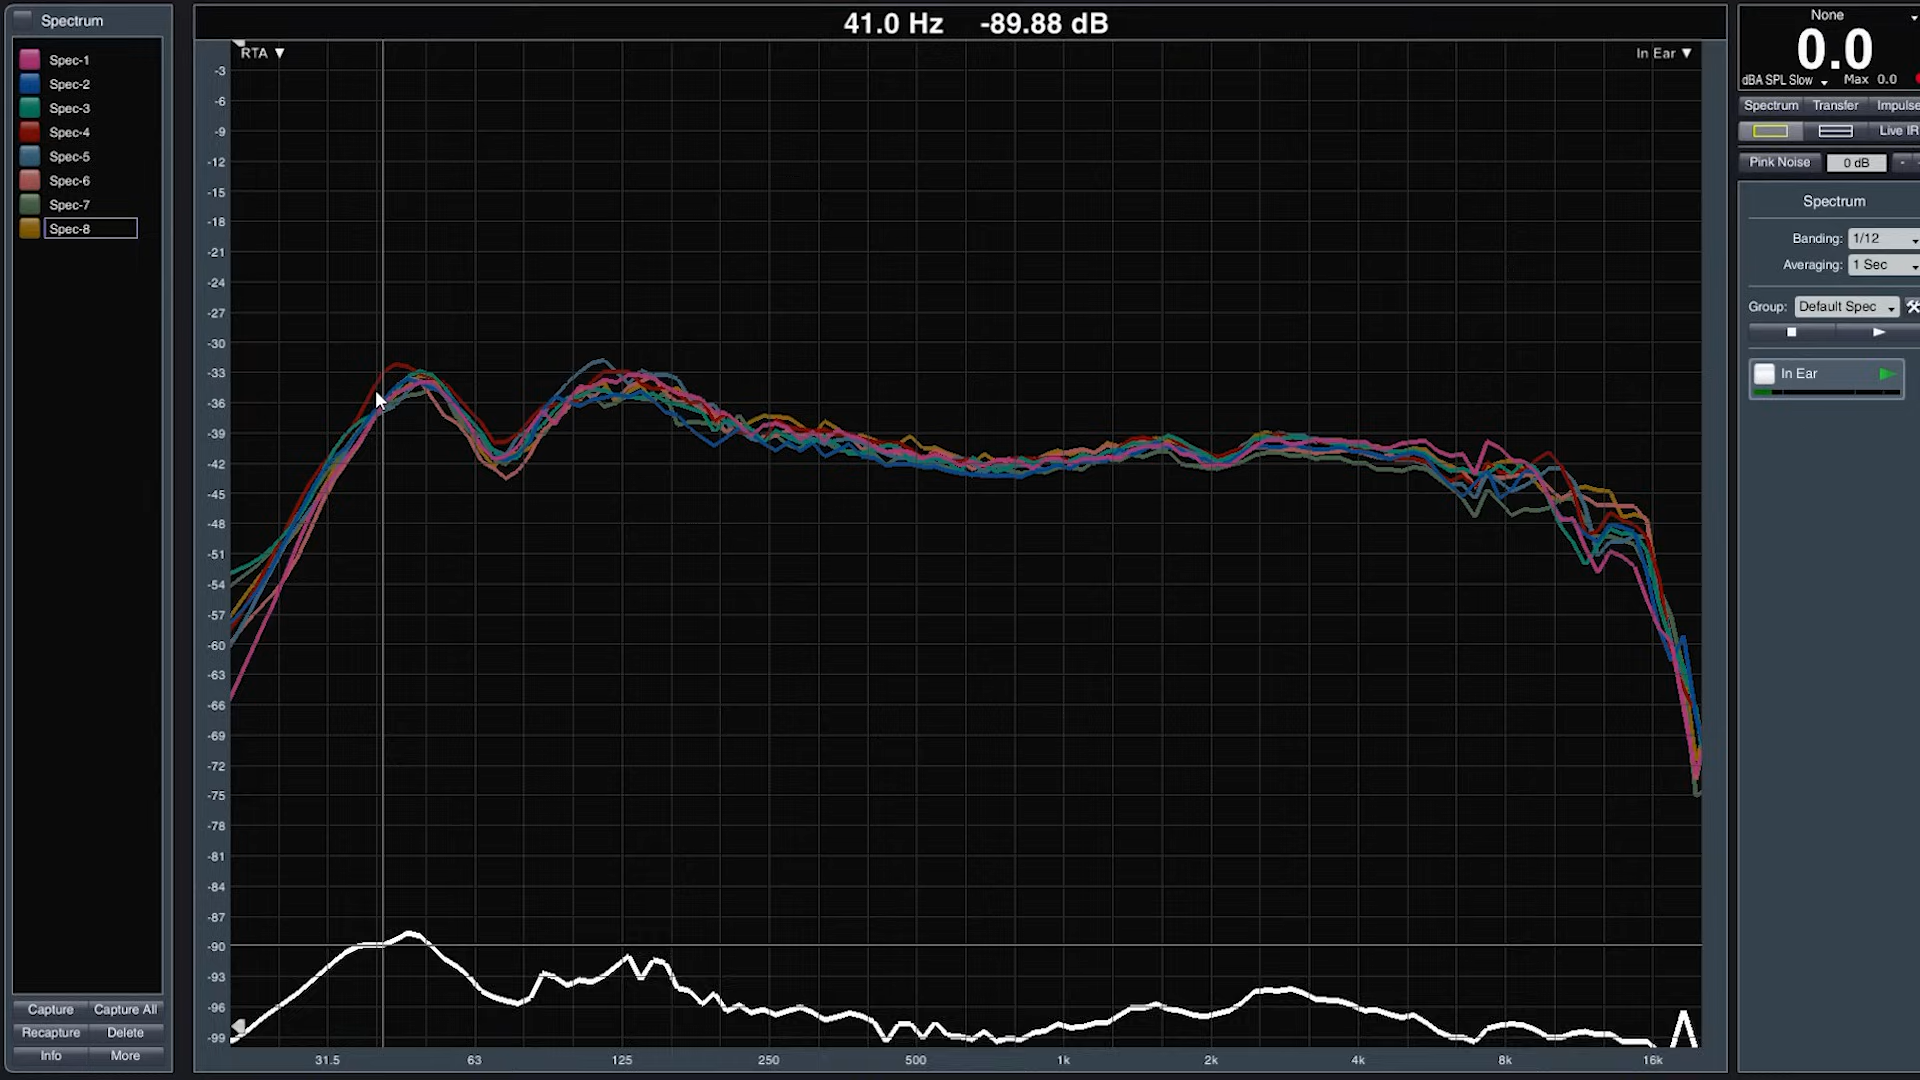 Spectrum
Spec-1
Spec-2
Spec-3
Spec-4
Spec-5
Spec-6
Spec-7
Spec-8
Capture Capture All
Recapture Delete
Info More
41.0 Hz -89.88 dB
RTA ▼ In Ear ▼
-3
-6
-9
-12
-15
-18
-21
-24
-27
-30
-33
-36
-39
-42
-45
-48
-51
-54
-57
-60
-63
-66
-69
-72
-75
-78
-81
-84
-87
-90
-93
-96
-99
31.5 63 125 250 500 1k 2k 4k 8k 16k
None
0.0
dBA SPL Slow Max 0.0
Spectrum Transfer Impulse
Live IR
Pink Noise 0 dB -
Spectrum
Banding: 1/12
Averaging: 1 Sec
Group: Default Spec
In Ear